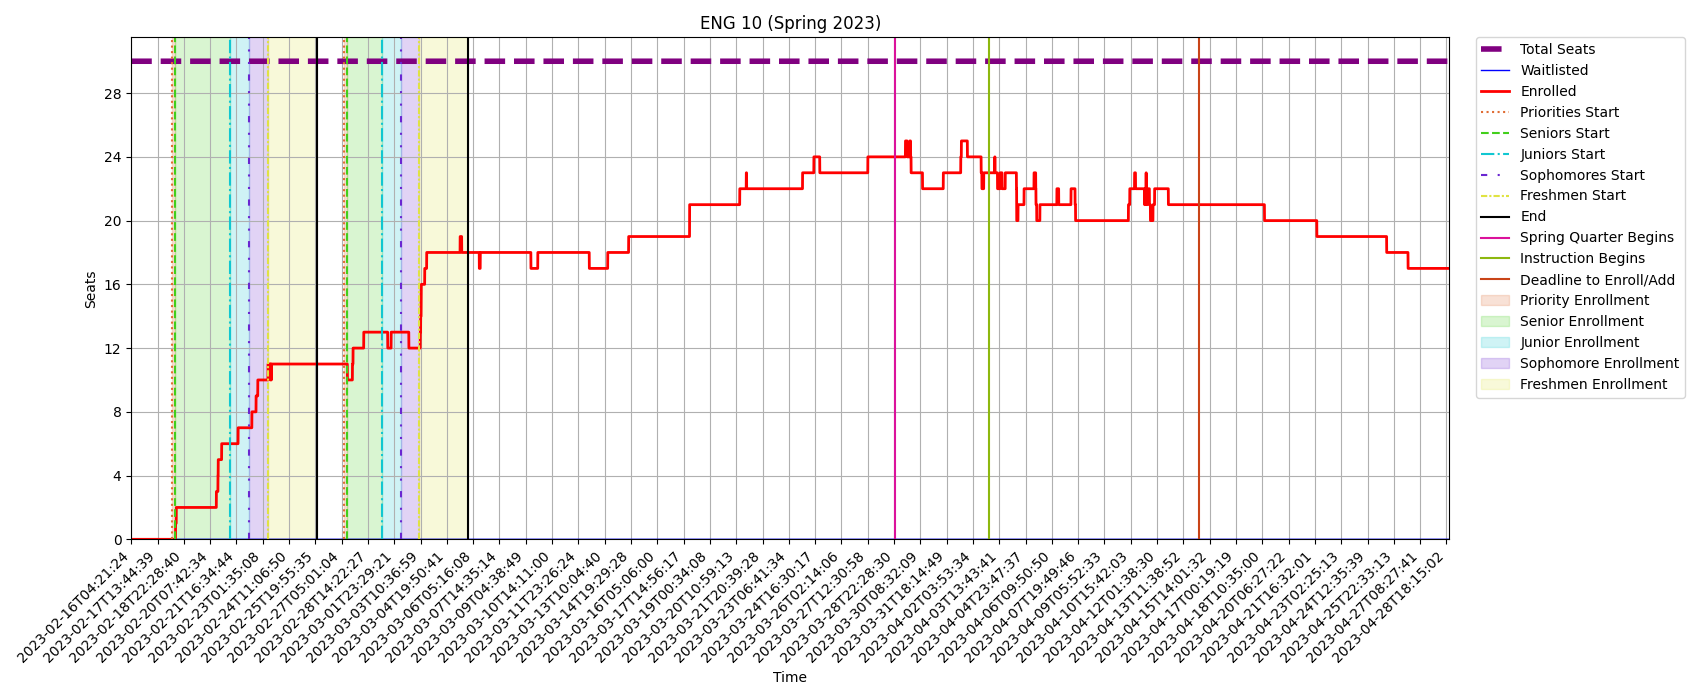 ENG 10 (Spring 2023)
Total Seats
Waitlisted
Enrolled
Priorities Start
Seniors Start
Juniors Start
Sophomores Start
Freshmen Start
End
Spring Quarter Begins
Instruction Begins
Deadline to Enroll/Add
Priority Enrollment
Senior Enrollment
Junior Enrollment
Sophomore Enrollment
Freshmen Enrollment
Seats
28
24
20
16
12
8
4
0
2023-02-16T04:21:24
2023-02-17T13:44:39
2023-02-18T22:28:40
2023-02-20T07:42:34
2023-02-21T16:34:44
2023-02-23T01:35:08
2023-02-24T11:06:50
2023-02-25T19:55:35
2023-02-27T05:01:04
2023-02-28T14:22:27
2023-03-01T23:29:21
2023-03-03T10:36:59
2023-03-04T19:50:41
2023-03-06T05:16:08
2023-03-07T14:35:14
2023-03-09T04:38:49
2023-03-10T14:11:00
2023-03-11T23:26:24
2023-03-13T10:04:40
2023-03-14T19:29:28
2023-03-16T05:06:00
2023-03-17T14:56:17
2023-03-19T00:34:08
2023-03-20T10:59:13
2023-03-21T20:39:28
2023-03-23T06:41:34
2023-03-24T16:30:17
2023-03-26T02:14:06
2023-03-27T12:30:58
2023-03-28T22:28:30
2023-03-30T08:32:09
2023-03-31T18:14:49
2023-04-02T03:53:34
2023-04-03T13:43:41
2023-04-04T23:47:37
2023-04-06T09:50:50
2023-04-07T19:49:46
2023-04-09T05:52:33
2023-04-10T15:42:03
2023-04-12T01:38:30
2023-04-13T11:38:52
2023-04-15T14:01:32
2023-04-17T00:19:19
2023-04-18T10:35:00
2023-04-20T06:27:22
2023-04-21T16:32:01
2023-04-23T02:25:13
2023-04-24T12:35:39
2023-04-25T22:33:13
2023-04-27T08:27:41
2023-04-28T18:15:02
Time